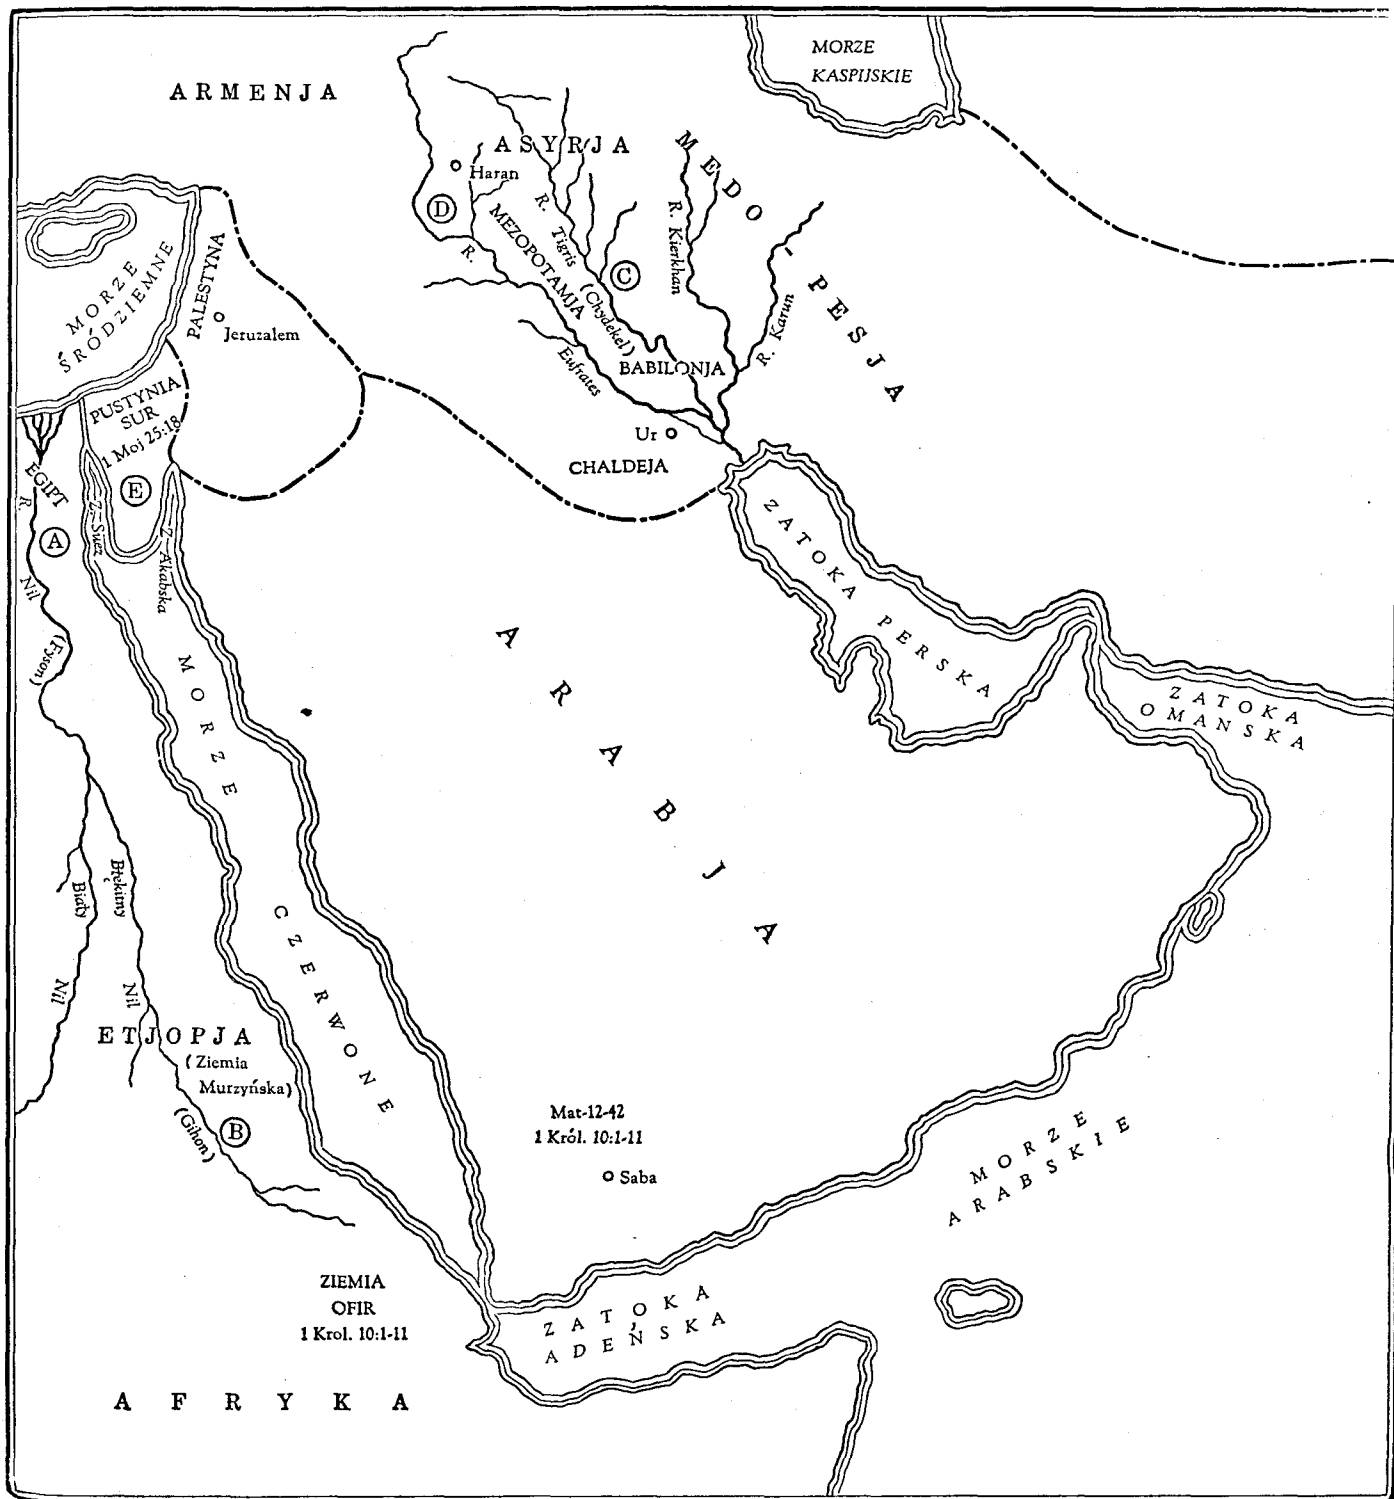 MORZE
KASPIJSKIE
ARMENJA
ASYRJA
MEDO - PESJA
Haran
D
MEZOPOTAMJA
R. Tigris (Chydekel)
C
R. Kierkhan
R. Karun
R. Eufrates
BABILONJA
Ur
CHALDEJA
MORZE
ŚRÓDZIEMNE
PALESTYNA
Jeruzalem
PUSTYNIA
SUR
1 Moj 25:18
E
EGIPT
A
R Nil (Fyson)
Z. Suez
Z. Akabska
ZATOKA PERSKA
ZATOKA
OMANSKA
ARABJA
MORZE CZERWONE
Biały Nil
Błękitny Nil
ETJOPJA
(Ziemia
Murzyńska)
B
(Gihon)
Mat-12-42
1 Król. 10:1-11
Saba
MORZE
ARABSKIE
ZIEMIA
OFIR
1 Krol. 10:1-11
ZATOKA
ADEŃSKA
AFRYKA